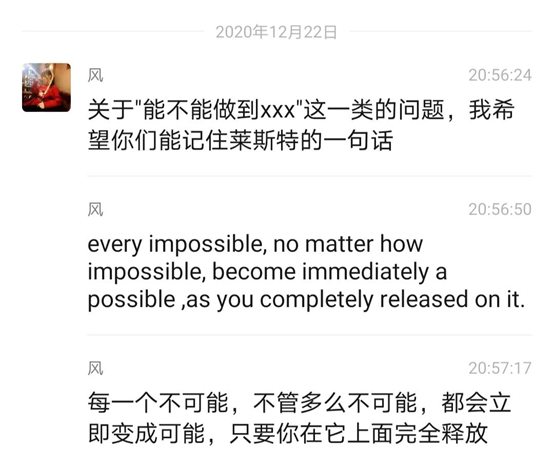 2020年12月22日
风
20:56:24
关于"能不能做到xxx"这一类的问题，我希
望你们能记住莱斯特的一句话
风
20:56:50
every impossible, no matter how
impossible, become immediately a
possible ,as you completely released on it.
风
20:57:17
每一个不可能，不管多么不可能，都会立
即变成可能，只要你在它上面完全释放